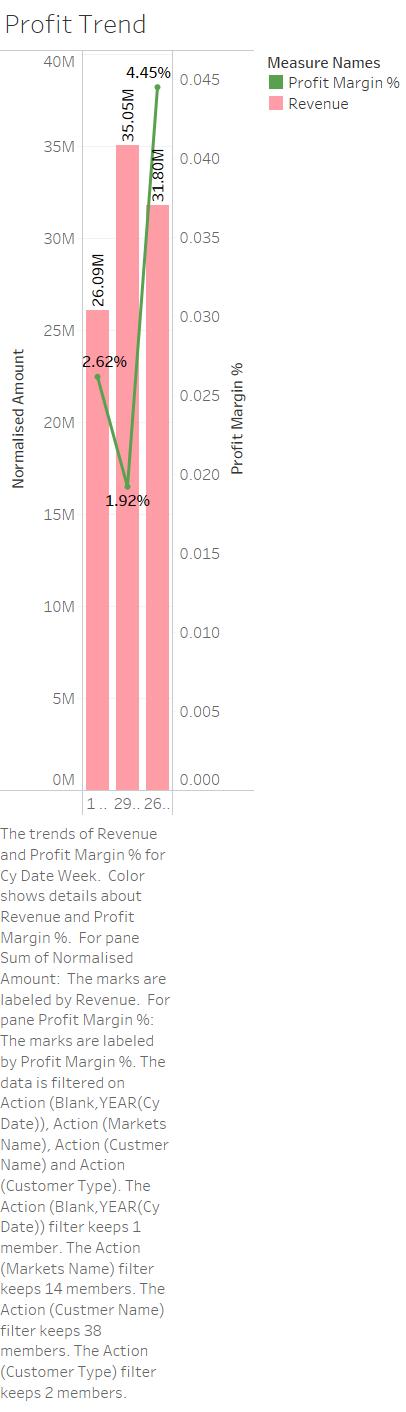 Profit Trend
Measure Names
Profit Margin %
Revenue
40M
35M
30M
25M
20M
15M
10M
5M
0M
Normalised Amount
4.45%
35.05M
31.80M
26.09M
2.62%
1.92%
0.045
0.040
0.035
0.030
0.025
0.020
0.015
0.010
0.005
0.000
Profit Margin %
1 .. 29.. 26..
The trends of Revenue
and Profit Margin % for
Cy Date Week.  Color
shows details about
Revenue and Profit
Margin %.  For pane
Sum of Normalised
Amount:  The marks are
labeled by Revenue.  For
pane Profit Margin %:
The marks are labeled
by Profit Margin %. The
data is filtered on
Action (Blank,YEAR(Cy
Date)), Action (Markets
Name), Action (Custmer
Name) and Action
(Customer Type). The
Action (Blank,YEAR(Cy
Date)) filter keeps 1
member. The Action
(Markets Name) filter
keeps 14 members. The
Action (Custmer Name)
filter keeps 38
members. The Action
(Customer Type) filter
keeps 2 members.